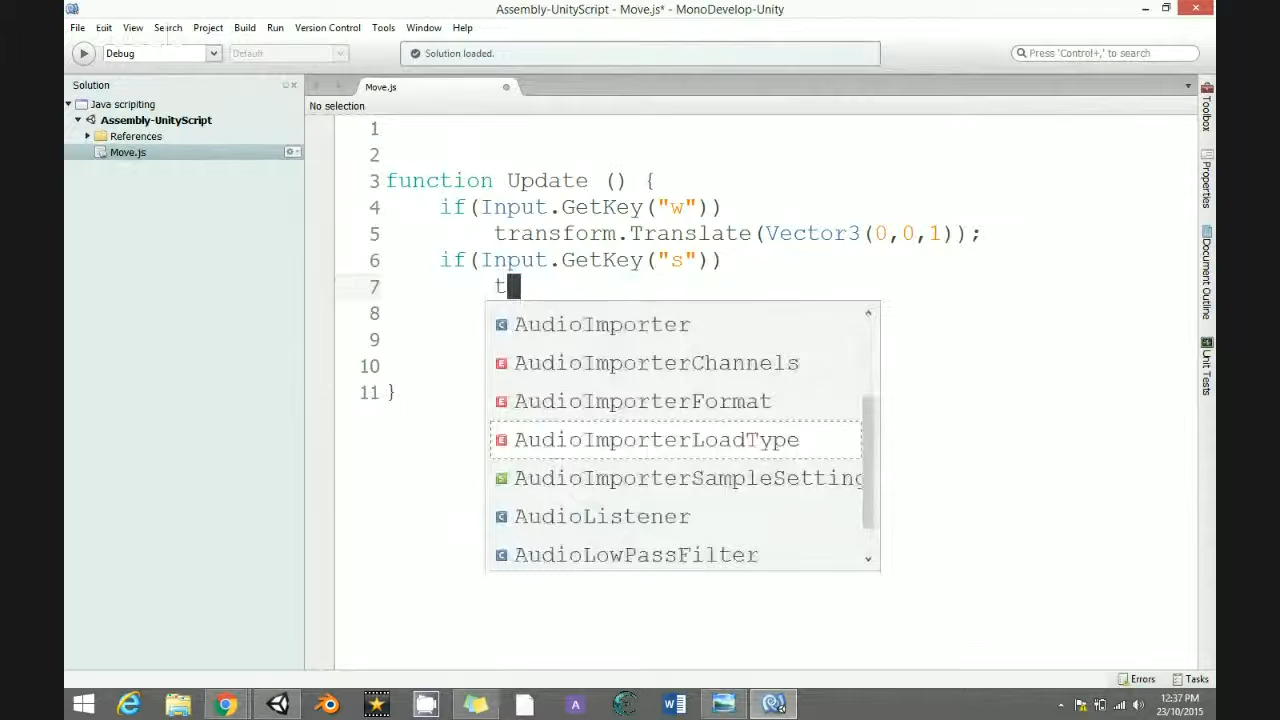 Assembly-UnityScript - Move.js* - MonoDevelop-Unity
File Edit View Search Project Build Run Version Control Tools Window Help
Debug Default Solution loaded. Press 'Control+,' to search
Solution
Move.js
Java scripiting
Assembly-UnityScript
References
Move.js
No selection
1
2
3 function Update () {
4 if(Input.GetKey("w"))
5 transform.Translate(Vector3(0,0,1));
6 if(Input.GetKey("s"))
7 t
8
9
10
11 }
AudioImporter
AudioImporterChannels
AudioImporterFormat
AudioImporterLoadType
AudioImporterSampleSetting
AudioListener
AudioLowPassFilter
Toolbox
Properties
Document Outline
Unit Tests
Errors Tasks
12:37 PM
23/10/2015